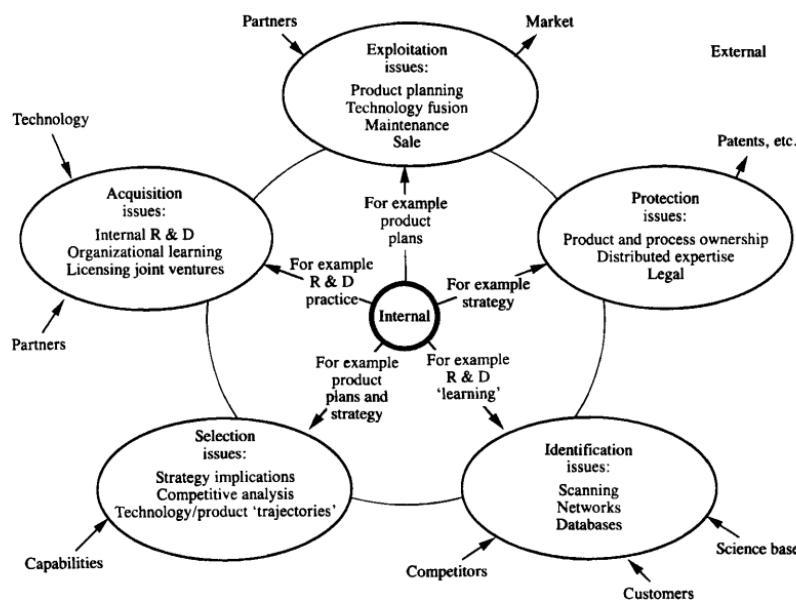 Partners
Market
External
Exploitation
issues:
Product planning
Technology fusion
Maintenance
Sale
Technology
Patents, etc.
Acquisition
issues:
Internal R & D
Organizational learning
Licensing joint ventures
For example
product
plans
Protection
issues:
Product and process ownership
Distributed expertise
Legal
For example
R & D
practice
For example
strategy
Internal
Partners
For example
product
plans and
strategy
For example
R & D
'learning'
Selection
issues:
Strategy implications
Competitive analysis
Technology/product 'trajectories'
Identification
issues:
Scanning
Networks
Databases
Capabilities
Competitors
Customers
Science base